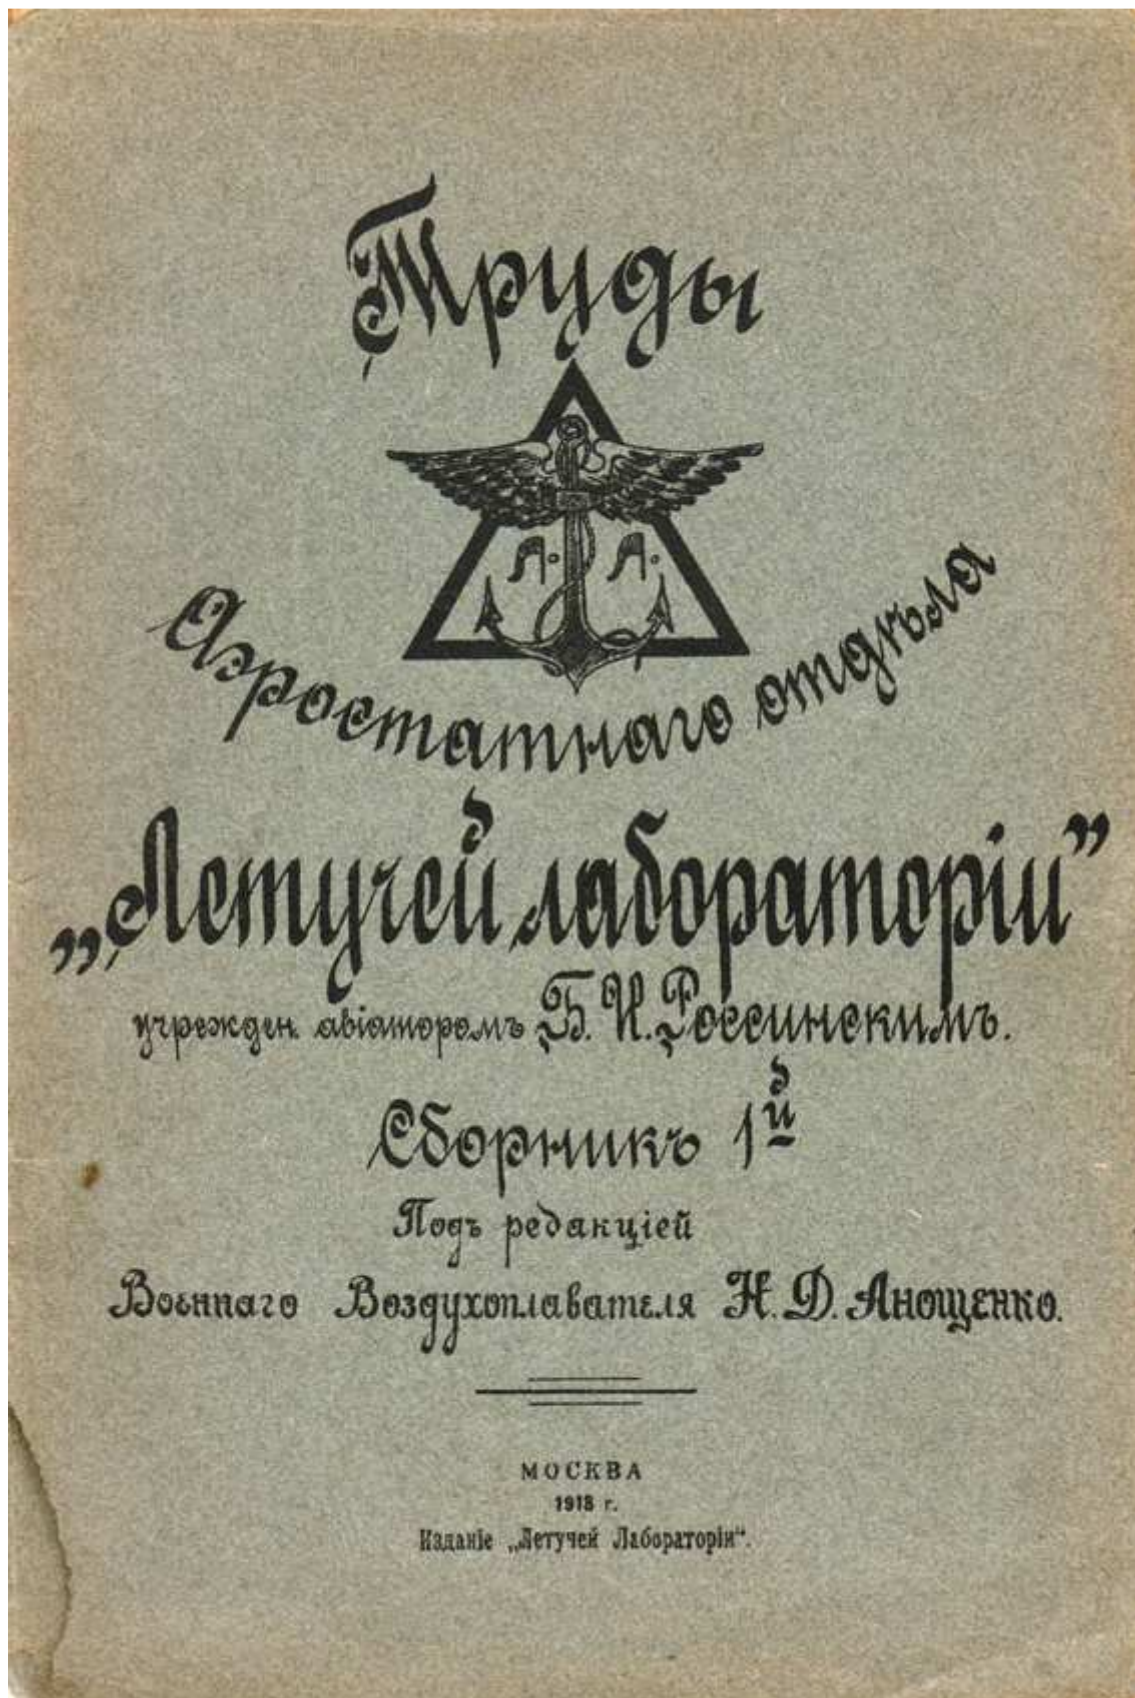 Труды
Л. Л.
Аэростатнаго отдѣла
„Летучей лабораторіи”
учрежден. авіаторомъ Б. И. Россинскимъ.
Сборникъ 1й
Подъ редакціей
Военнаго Воздухоплавателя Н. Д. Анощенко.
МОСКВА
1918 г.
Изданіе „Летучей Лабораторіи“.